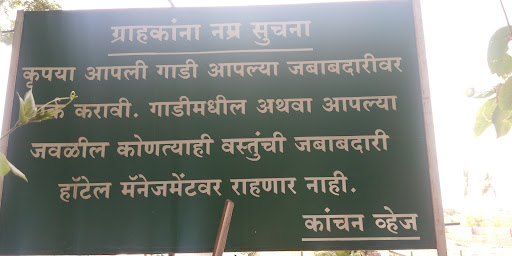 ग्राहकांना नम्र सुचना
कृपया आपली गाडी आपल्या जबाबदारीवर
करावी. गाडीमधील अथवा आपल्या
जवळील कोणत्याही वस्तुंची जबाबदारी
हॉटेल मॅनेजमेंटवर राहणार नाही.
कांचन व्हेज